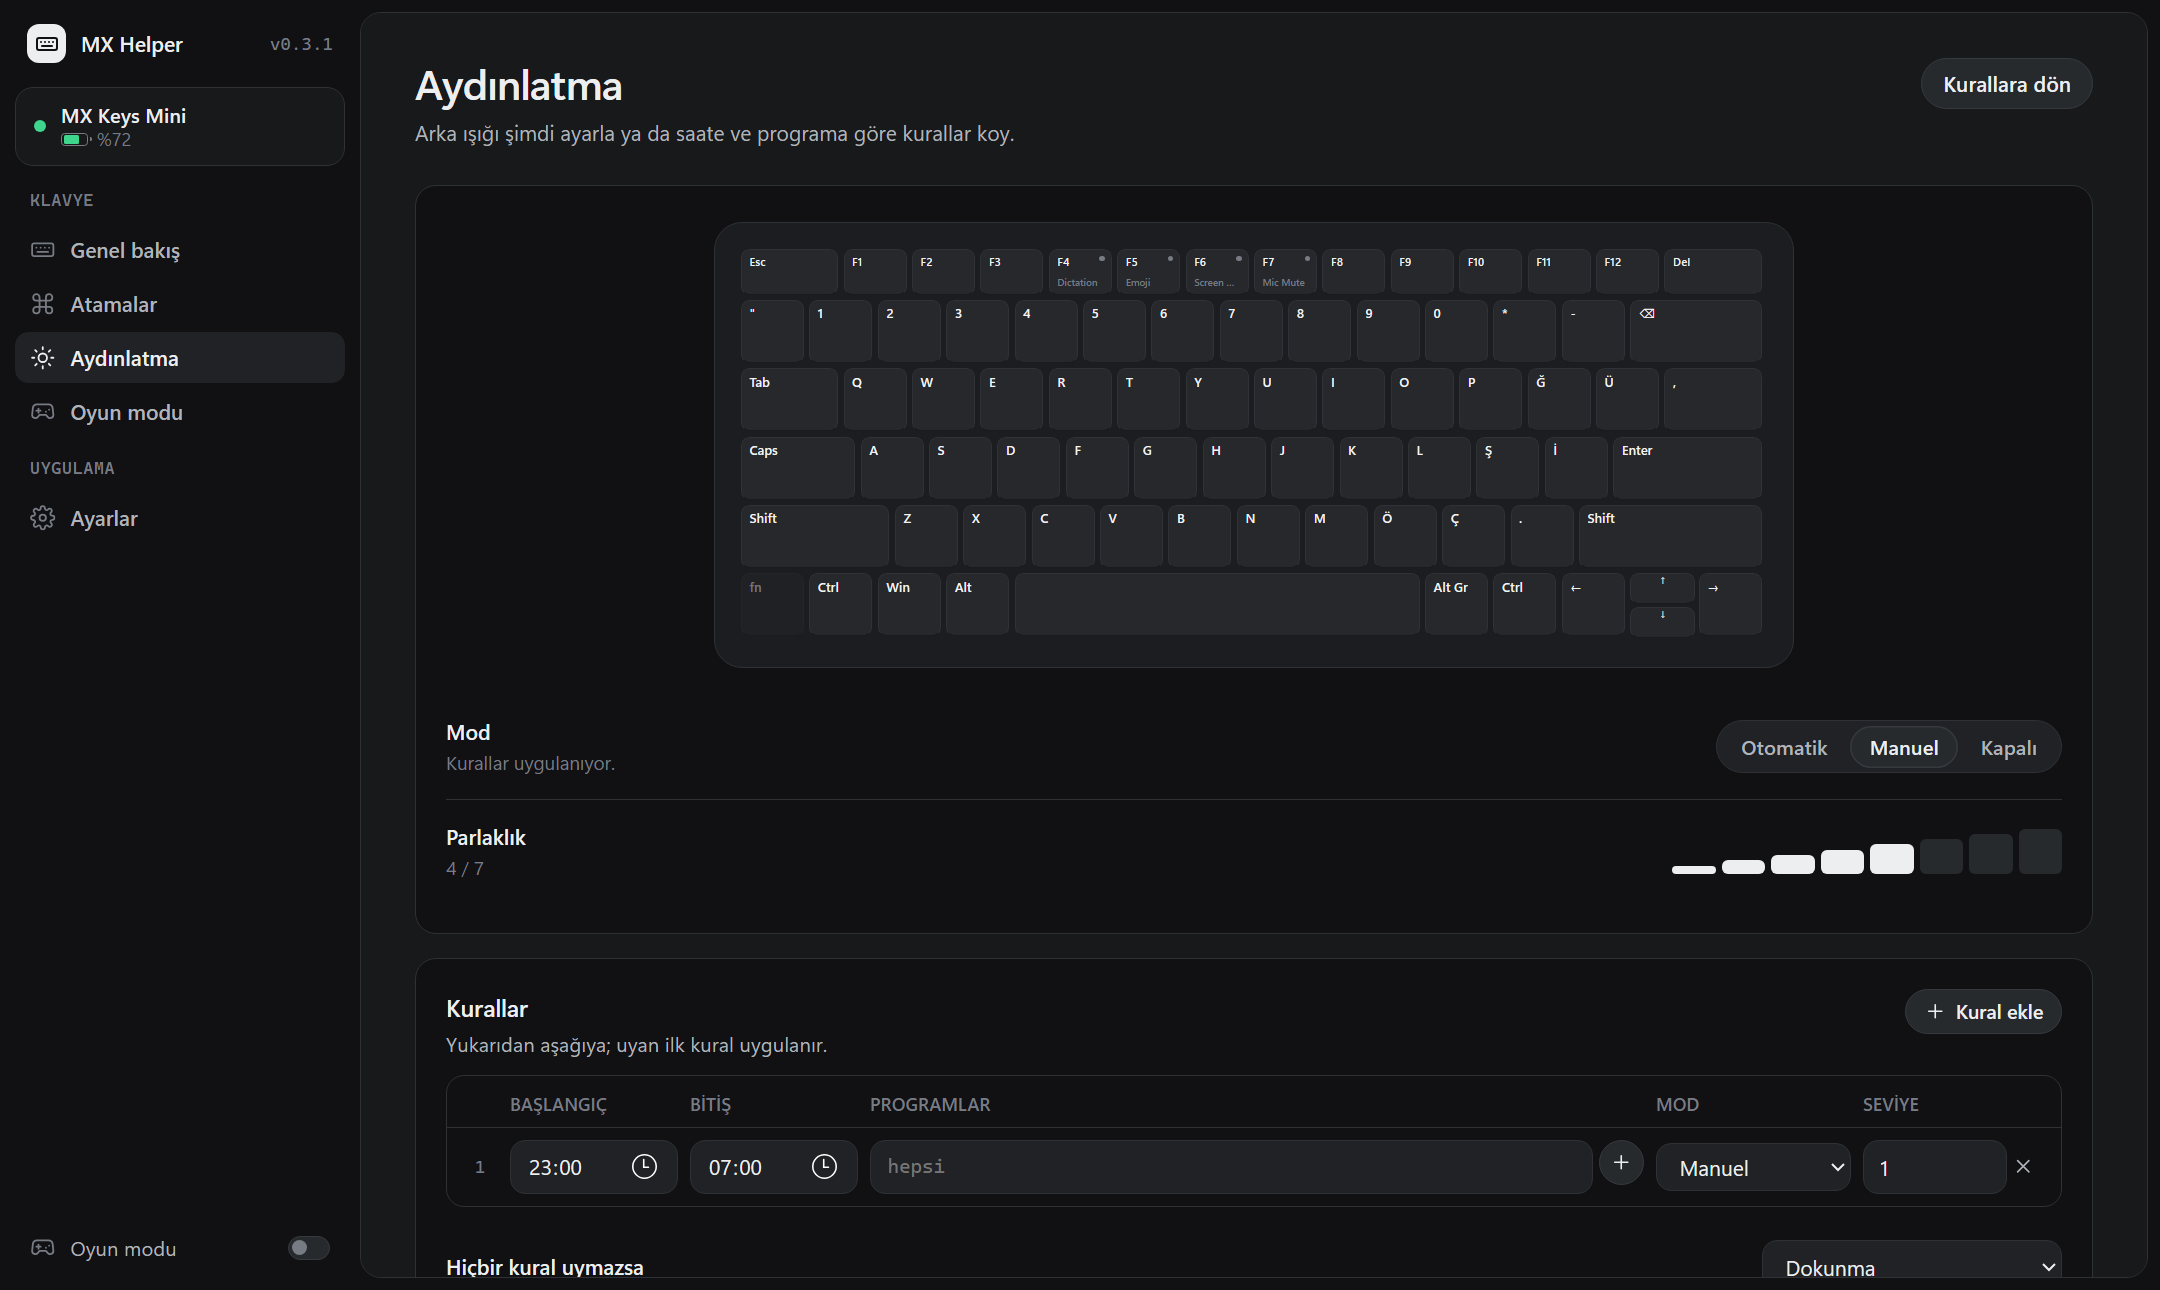 MX Helper v0.3.1
MX Keys Mini
%72
KLAVYE
Genel bakış
Atamalar
Aydınlatma
Oyun modu
UYGULAMA
Ayarlar
Oyun modu
Aydınlatma
Kurallara dön
Arka ışığı şimdi ayarla ya da saate ve programa göre kurallar koy.
Esc F1 F2 F3 F4 F5 F6 F7 F8 F9 F10 F11 F12 Del
Dictation Emoji Screen ... Mic Mute
" 1 2 3 4 5 6 7 8 9 0 * - ⌫
Tab Q W E R T Y U I O P Ğ Ü ,
Caps A S D F G H J K L Ş İ Enter
Shift Z X C V B N M Ö Ç . Shift
fn Ctrl Win Alt Alt Gr Ctrl ← ↑ ↓ →
Mod
Kurallar uygulanıyor.
Otomatik Manuel Kapalı
Parlaklık
4 / 7
Kurallar
+ Kural ekle
Yukarıdan aşağıya; uyan ilk kural uygulanır.
BAŞLANGIÇ BİTİŞ PROGRAMLAR MOD SEVİYE
1 23:00 07:00 hepsi + Manuel 1 ×
Hiçbir kural uymazsa Dokunma